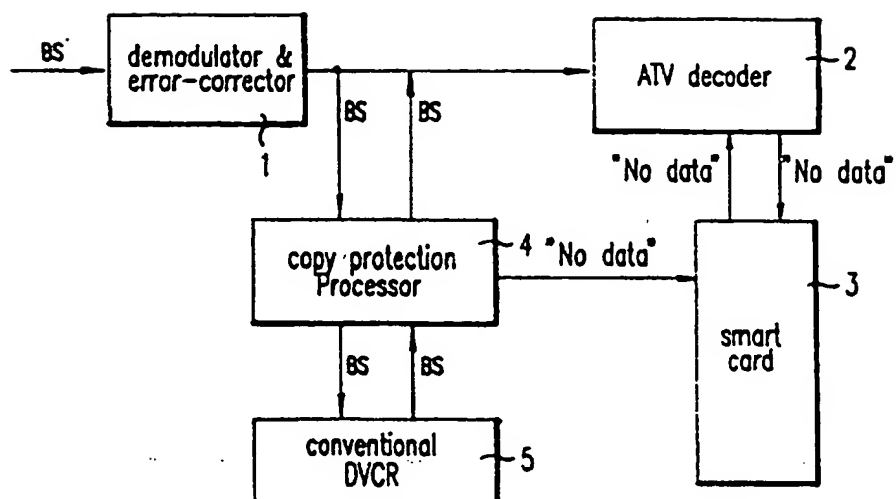 BS'
demodulator &
error-corrector
1
BS
BS
ATV decoder
2
"No data"
"No data"
copy protection
Processor
4
"No data"
smart
card
3
BS
BS
conventional
DVCR
5